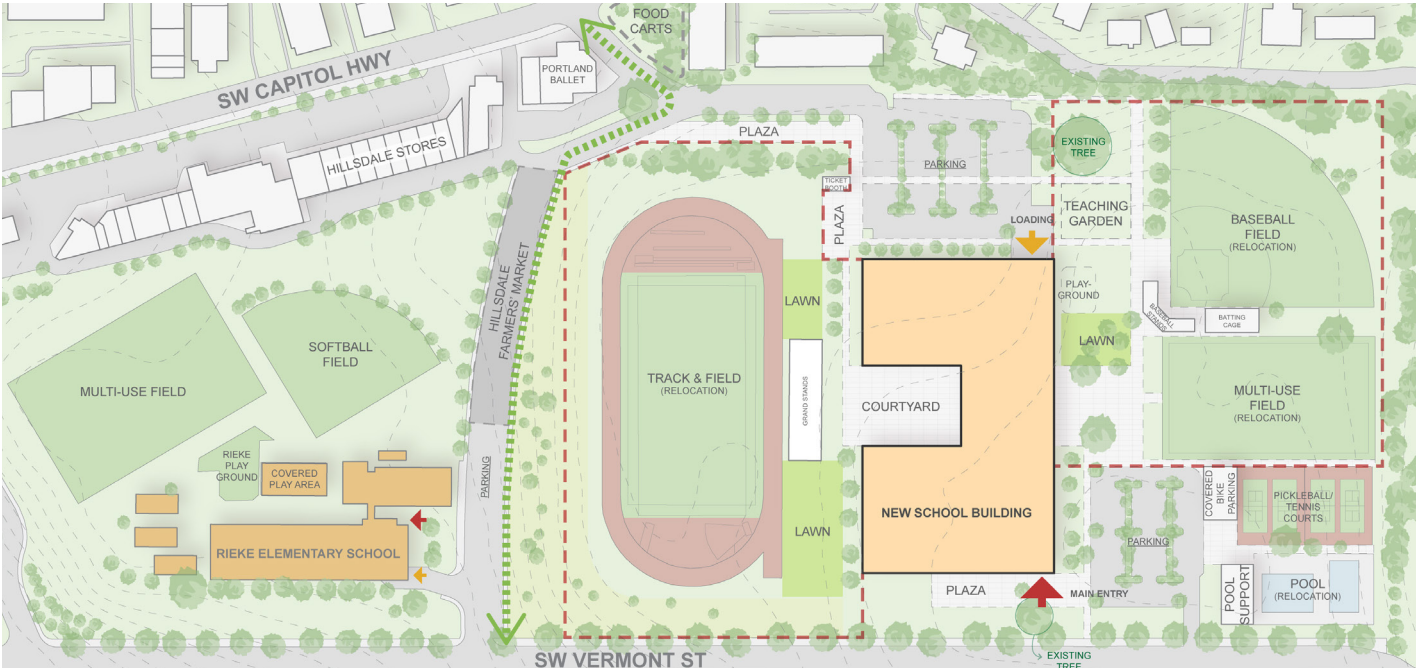 FOOD
CARTS
PORTLAND
BALLET
SW CAPITOL HWY
HILLSDALE STORES
PLAZA
EXISTING
TREE
PARKING
TICKET
BOOTH
PLAZA
LOADING
TEACHING
GARDEN
BASEBALL
FIELD
(RELOCATION)
HILLSDALE
FARMERS' MARKET
PLAY-
GROUND
LAWN
BASEBALL
STANDS
BATTING
CAGE
LAWN
SOFTBALL
FIELD
MULTI-USE FIELD
TRACK & FIELD
(RELOCATION)
GRAND STANDS
COURTYARD
MULTI-USE
FIELD
(RELOCATION)
RIEKE
PLAY
GROUND
COVERED
PLAY AREA
PARKING
COVERED
BIKE
PARKING
PICKLEBALL/
TENNIS
COURTS
NEW SCHOOL BUILDING
LAWN
PARKING
RIEKE ELEMENTARY SCHOOL
PLAZA
MAIN ENTRY
POOL
SUPPORT
POOL
(RELOCATION)
SW VERMONT ST
EXISTING
TREE